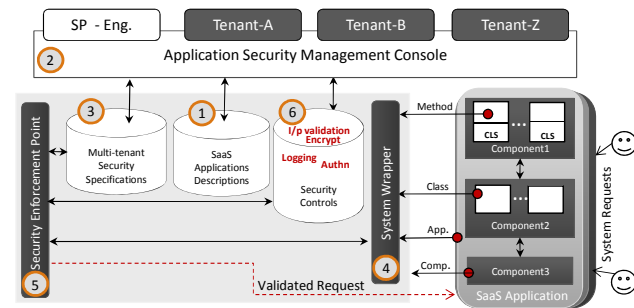 SP - Eng.
Tenant-A
Tenant-B
Tenant-Z
2
Application Security Management Console
3
1
6
Multi-tenant
Security
Specifications
SaaS
Applications
Descriptions
I/p validation
Encrypt
Logging
Authn
Security
Controls
Security Enforcement Point
5
System Wrapper
4
Method
Class
App.
Comp.
Validated Request
...
CLS
CLS
Component1
...
Component2
Component3
SaaS Application
System Requests